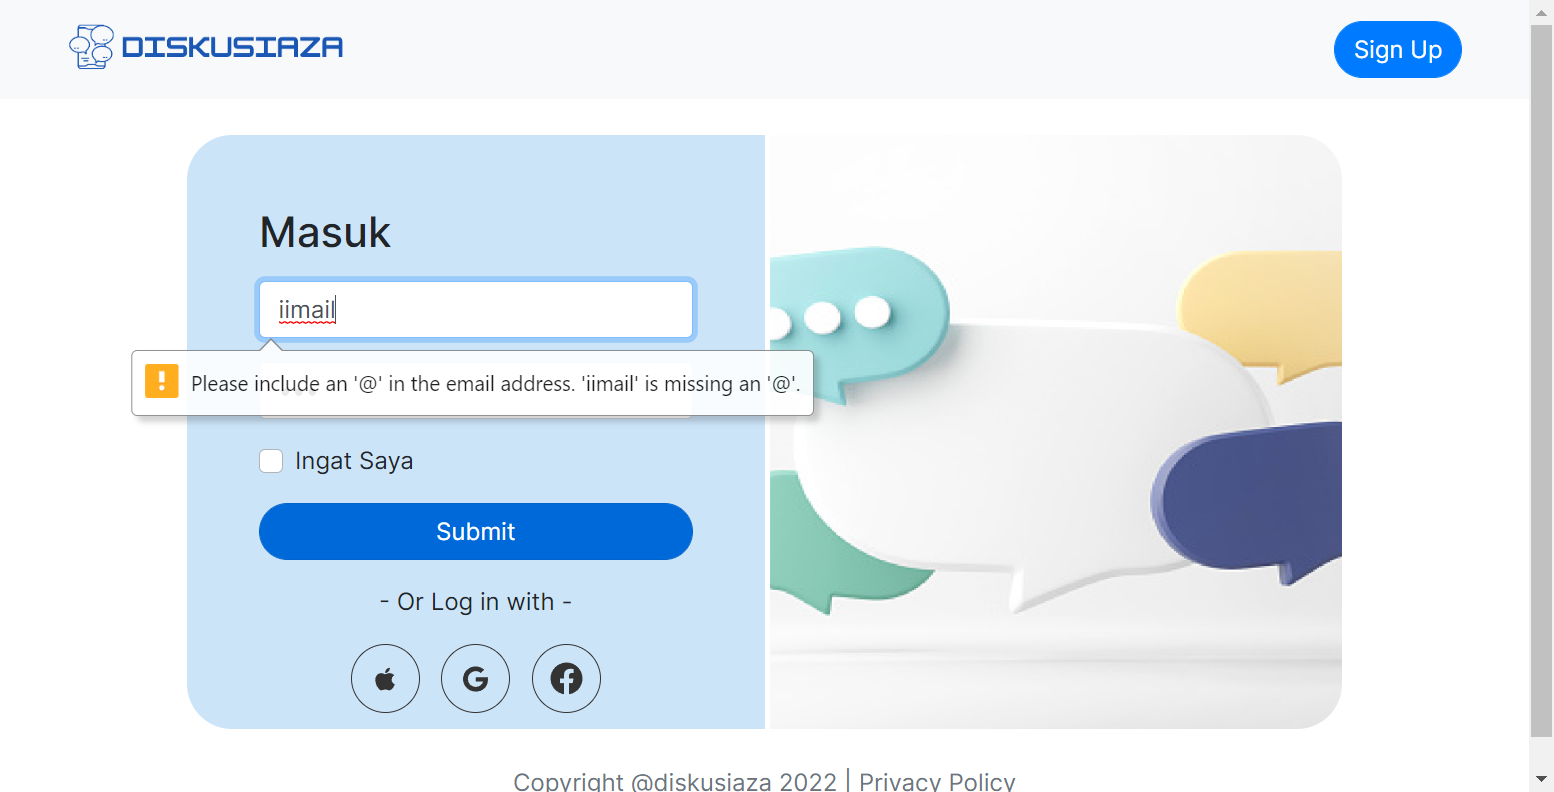 DISKUSIAZA
Sign Up
Masuk
iimail
Please include an '@' in the email address. 'iimail' is missing an '@'.
Ingat Saya
Submit
- Or Log in with -
Copyright @diskusiaza 2022 | Privacy Policy